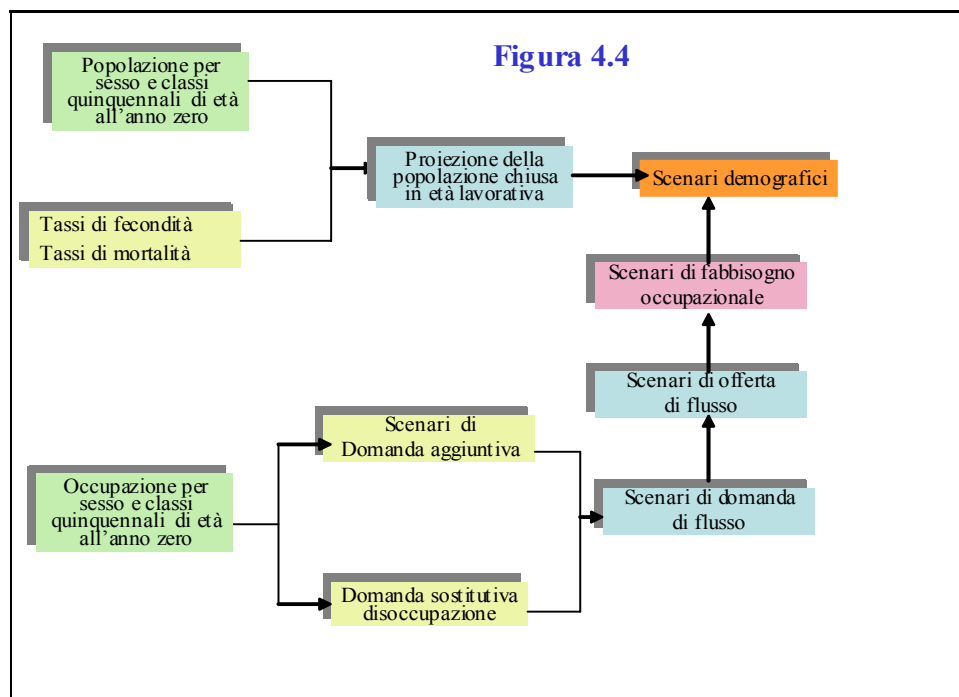 Figura 4.4
Popolazione per
sesso e classi
quinquennali di età
all'anno zero
Proiezione della
popolazione chiusa
in età lavorativa
Scenari demografici
Tassi di fecondità
Tassi di mortalità
Scenari di fabbisogno
occupazionale
Scenari di offerta
di flusso
Scenari di
Domanda aggiuntiva
Occupazione per
sesso e classi
quinquennali di età
all'anno zero
Scenari di domanda
di flusso
Domanda sostitutiva
disoccupazione